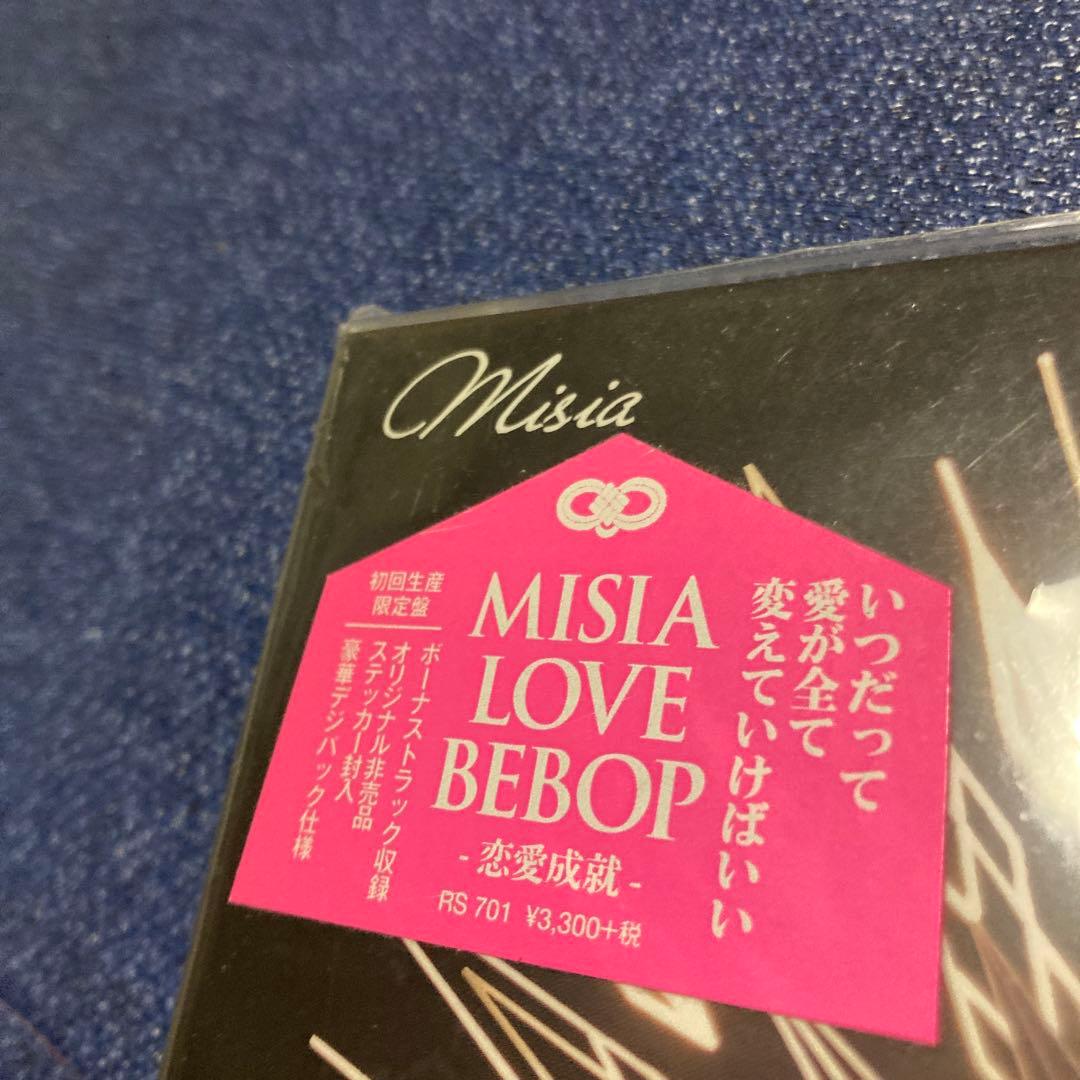 Misia
いつだって
愛が全て
変えていけばいい
MISIA
LOVE
BEBOP
- 恋愛成就 -
RS 701 ¥3,300+税
初回生産
限定盤
ボーナストラック収録
オリジナル非売品
ステッカー封入
豪華デジパック仕様